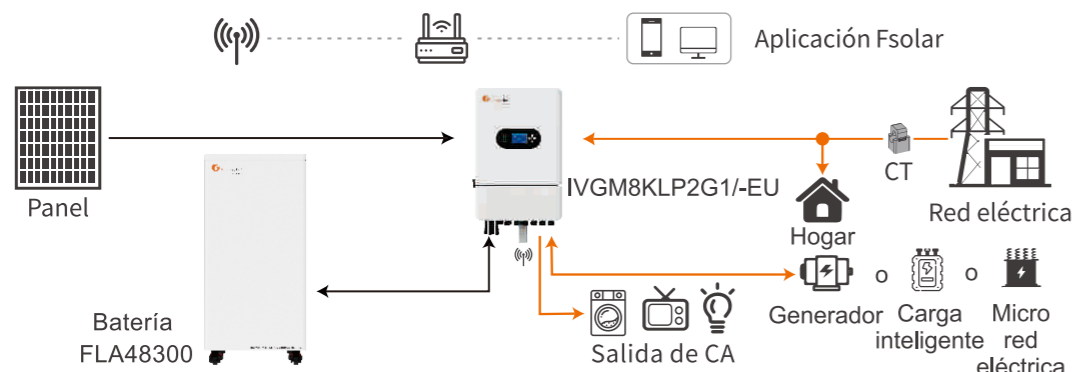 Aplicación Fsolar
Panel
IVGM8KLP2G1/-EU
CT
Red eléctrica
Hogar
Batería
FLA48300
Salida de CA
Generador
o
Carga
inteligente
o
Micro
red
eléctrica